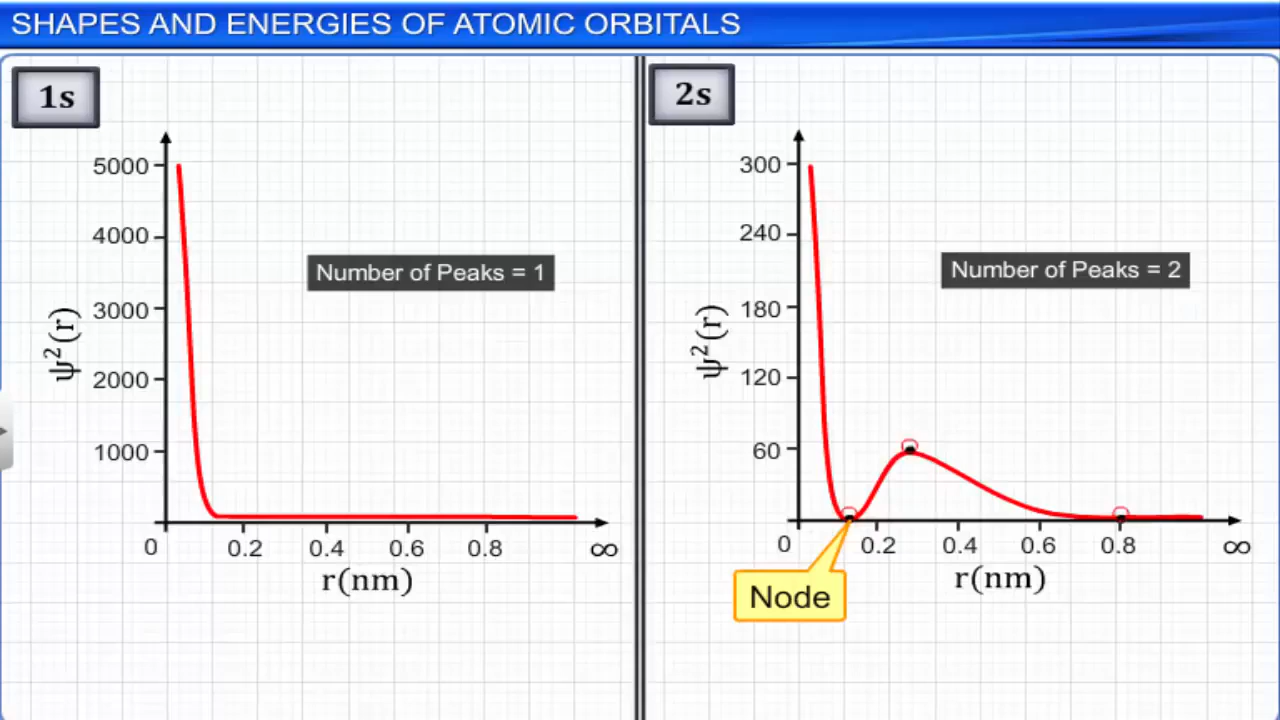 SHAPES AND ENERGIES OF ATOMIC ORBITALS
1s
5000
4000
3000
2000
1000
ψ²(r)
Number of Peaks = 1
0 0.2 0.4 0.6 0.8 ∞
r(nm)
2s
300
240
180
120
60
ψ²(r)
Number of Peaks = 2
0 0.2 0.4 0.6 0.8 ∞
r(nm)
Node